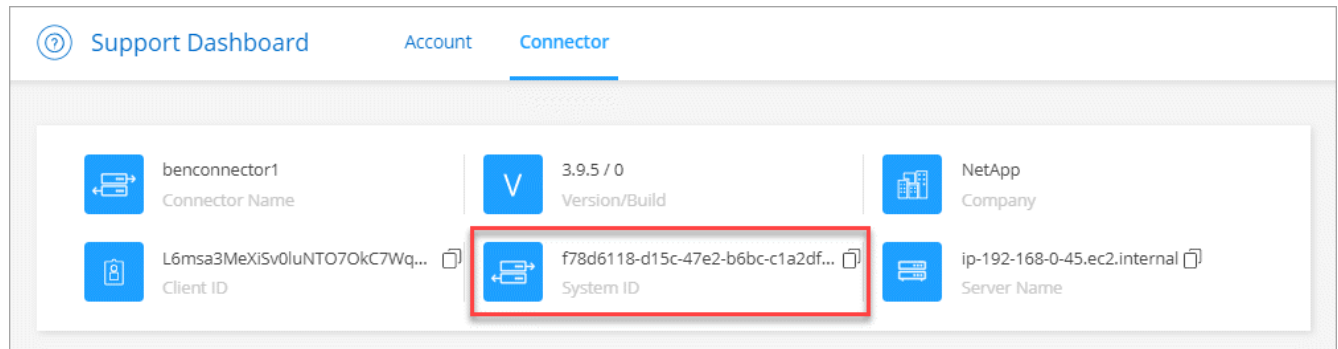 Support Dashboard Account Connector
benconnector1
Connector Name
V
3.9.5 / 0
Version/Build
NetApp
Company
L6msa3MeXiSv0luNTO7OkC7Wq...
Client ID
f78d6118-d15c-47e2-b6bc-c1a2df...
System ID
ip-192-168-0-45.ec2.internal
Server Name